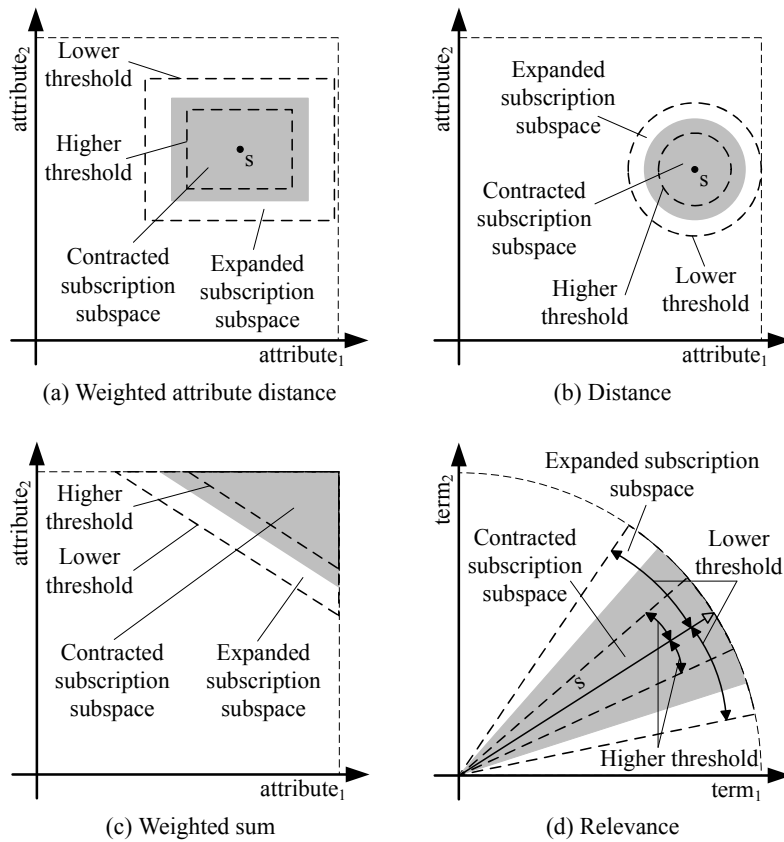 attribute2
Lower
threshold
Higher
threshold
s
Contracted
subscription
subspace
Expanded
subscription
subspace
attribute1
(a) Weighted attribute distance
attribute2
Expanded
subscription
subspace
s
Contracted
subscription
subspace
Higher
threshold
Lower
threshold
attribute1
(b) Distance
attribute2
Higher
threshold
Lower
threshold
Contracted
subscription
subspace
Expanded
subscription
subspace
attribute1
(c) Weighted sum
term2
Expanded subscription
subspace
Contracted
subscription
subspace
Lower
threshold
s
Higher threshold
term1
(d) Relevance